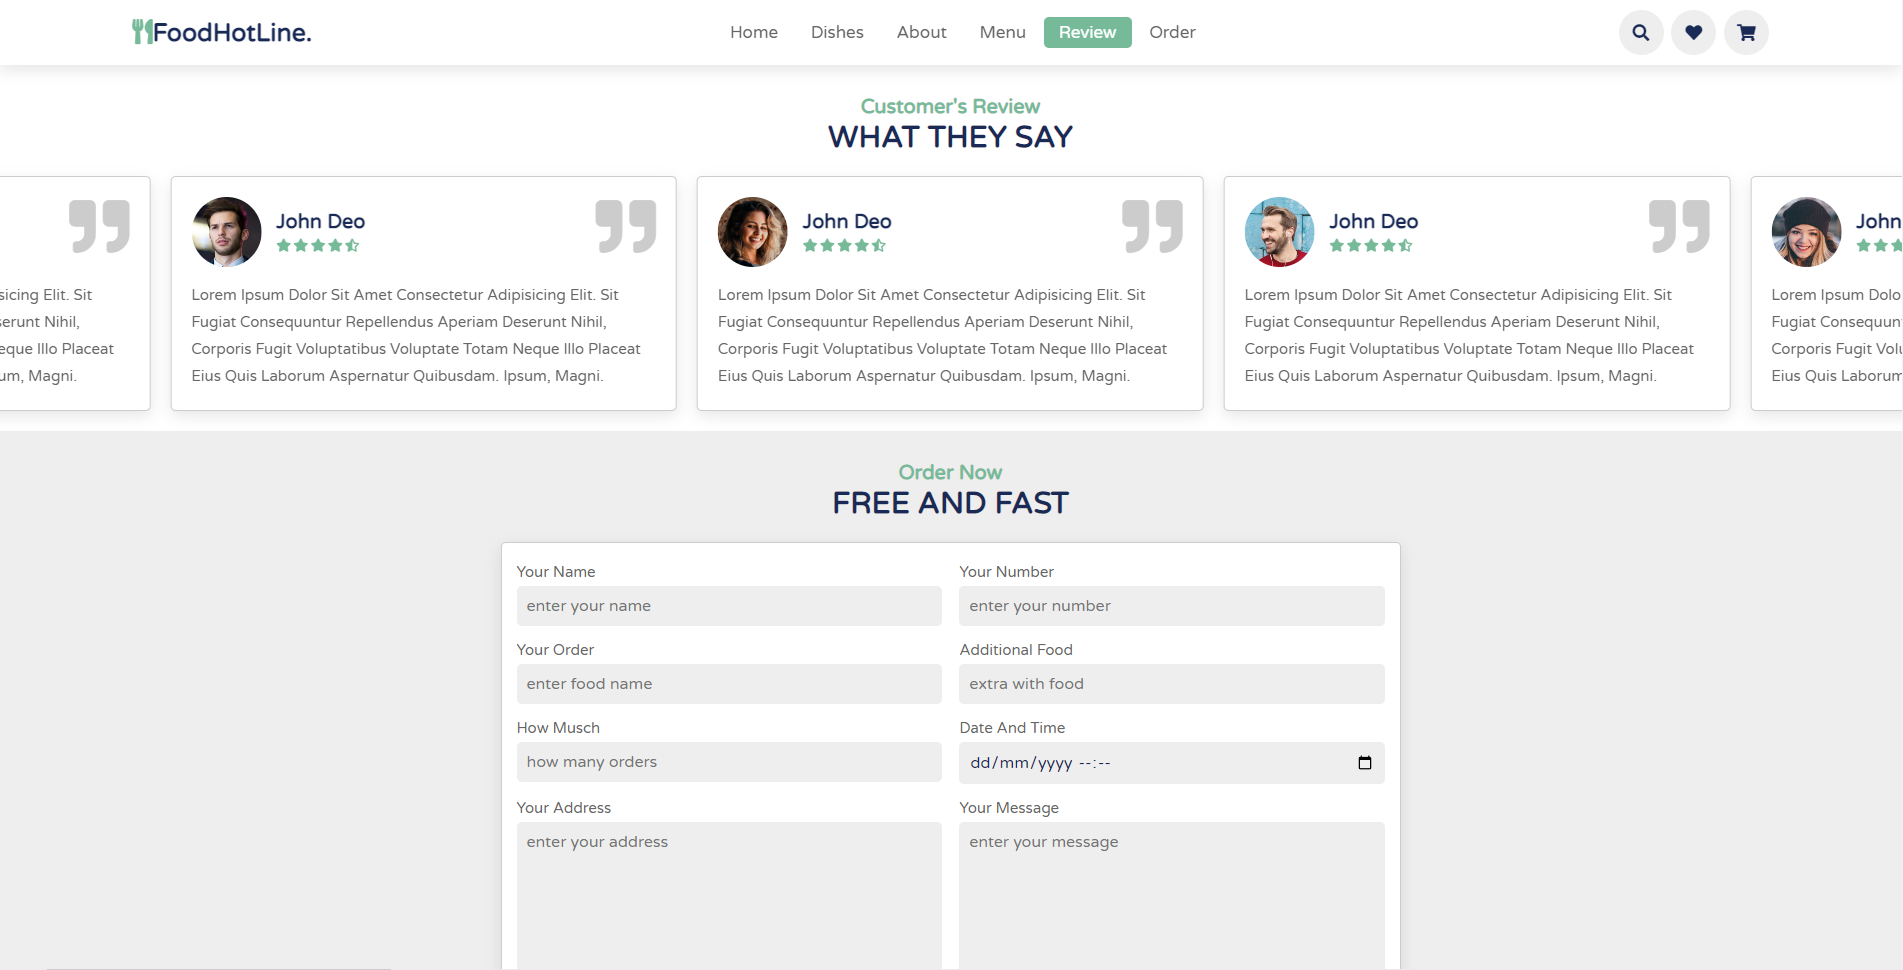 FoodHotLine.
Home Dishes About Menu Review Order
Customer's Review
WHAT THEY SAY
sicing Elit. Sit
serunt Nihil,
eque Illo Placeat
um, Magni.
John Deo
Lorem Ipsum Dolor Sit Amet Consectetur Adipisicing Elit. Sit
Fugiat Consequuntur Repellendus Aperiam Deserunt Nihil,
Corporis Fugit Voluptatibus Voluptate Totam Neque Illo Placeat
Eius Quis Laborum Aspernatur Quibusdam. Ipsum, Magni.
John Deo
Lorem Ipsum Dolor Sit Amet Consectetur Adipisicing Elit. Sit
Fugiat Consequuntur Repellendus Aperiam Deserunt Nihil,
Corporis Fugit Voluptatibus Voluptate Totam Neque Illo Placeat
Eius Quis Laborum Aspernatur Quibusdam. Ipsum, Magni.
John Deo
Lorem Ipsum Dolor Sit Amet Consectetur Adipisicing Elit. Sit
Fugiat Consequuntur Repellendus Aperiam Deserunt Nihil,
Corporis Fugit Voluptatibus Voluptate Totam Neque Illo Placeat
Eius Quis Laborum Aspernatur Quibusdam. Ipsum, Magni.
John
Lorem Ipsum Dolo
Fugiat Consequun
Corporis Fugit Vol
Eius Quis Laborum
Order Now
FREE AND FAST
Your Name
enter your name
Your Number
enter your number
Your Order
enter food name
Additional Food
extra with food
How Musch
how many orders
Date And Time
dd/mm/yyyy --:--
Your Address
enter your address
Your Message
enter your message